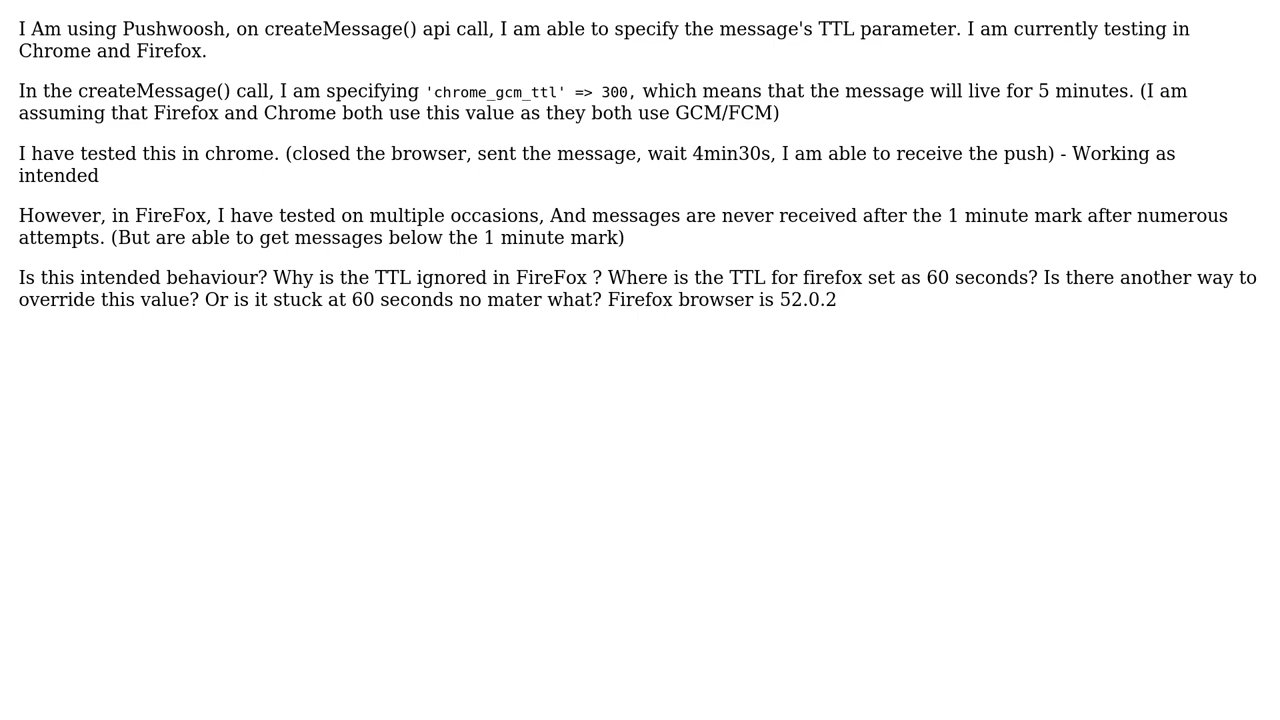 I Am using Pushwoosh, on createMessage() api call, I am able to specify the message's TTL parameter. I am currently testing in
Chrome and Firefox.
In the createMessage() call, I am specifying 'chrome_gcm_ttl' => 300, which means that the message will live for 5 minutes. (I am
assuming that Firefox and Chrome both use this value as they both use GCM/FCM)
I have tested this in chrome. (closed the browser, sent the message, wait 4min30s, I am able to receive the push) - Working as
intended
However, in FireFox, I have tested on multiple occasions, And messages are never received after the 1 minute mark after numerous
attempts. (But are able to get messages below the 1 minute mark)
Is this intended behaviour? Why is the TTL ignored in FireFox ? Where is the TTL for firefox set as 60 seconds? Is there another way to
override this value? Or is it stuck at 60 seconds no mater what? Firefox browser is 52.0.2